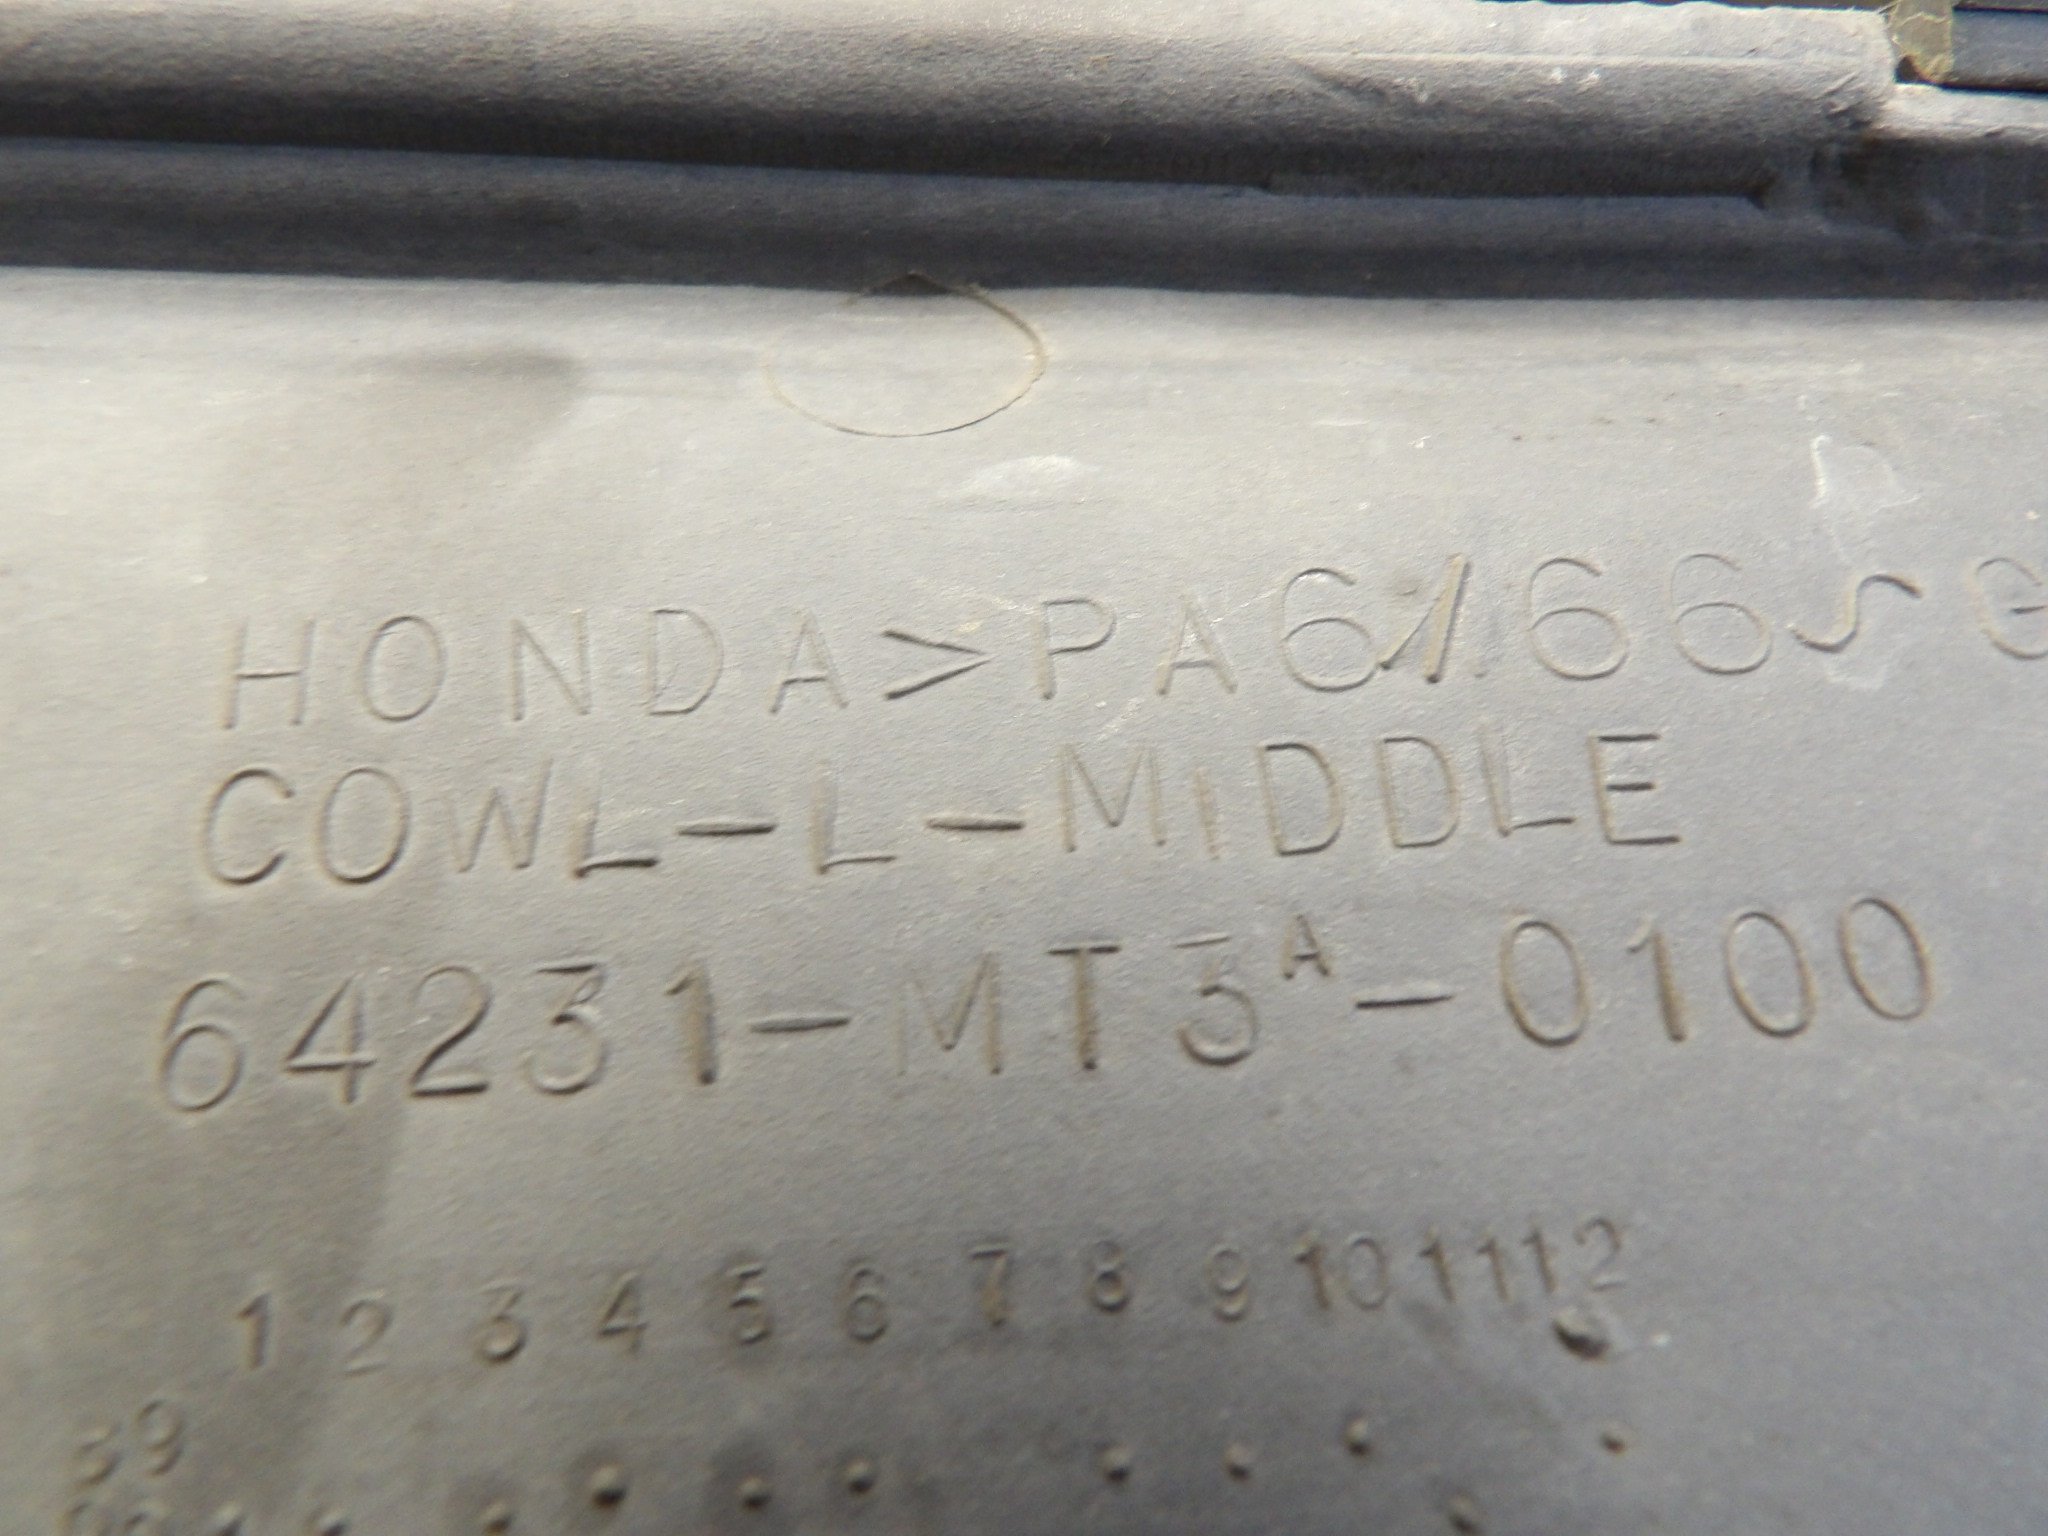 HONDA>PA6/66~G
COWL-L-MIDDLE
64231-MT3A-0100
1 2 3 4 5 6 7 8 9 10 11 12
89